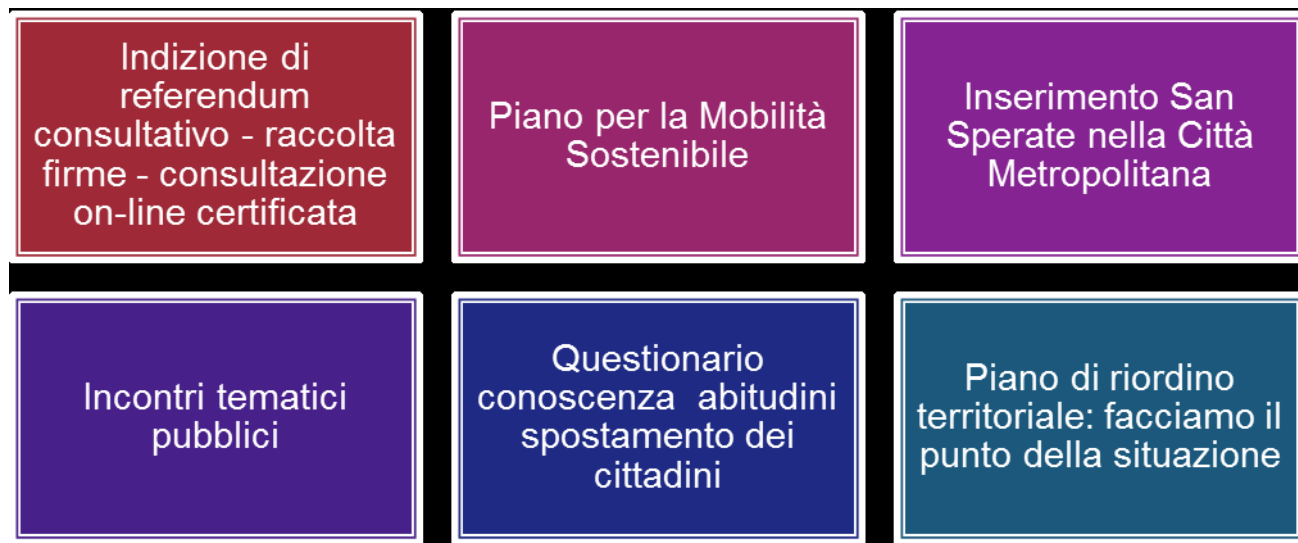 Indizione di
referendum
consultativo - raccolta
firme - consultazione
on-line certificata
Piano per la Mobilità
Sostenibile
Inserimento San
Sperate nella Città
Metropolitana
Incontri tematici
pubblici
Questionario
conoscenza abitudini
spostamento dei
cittadini
Piano di riordino
territoriale: facciamo il
punto della situazione